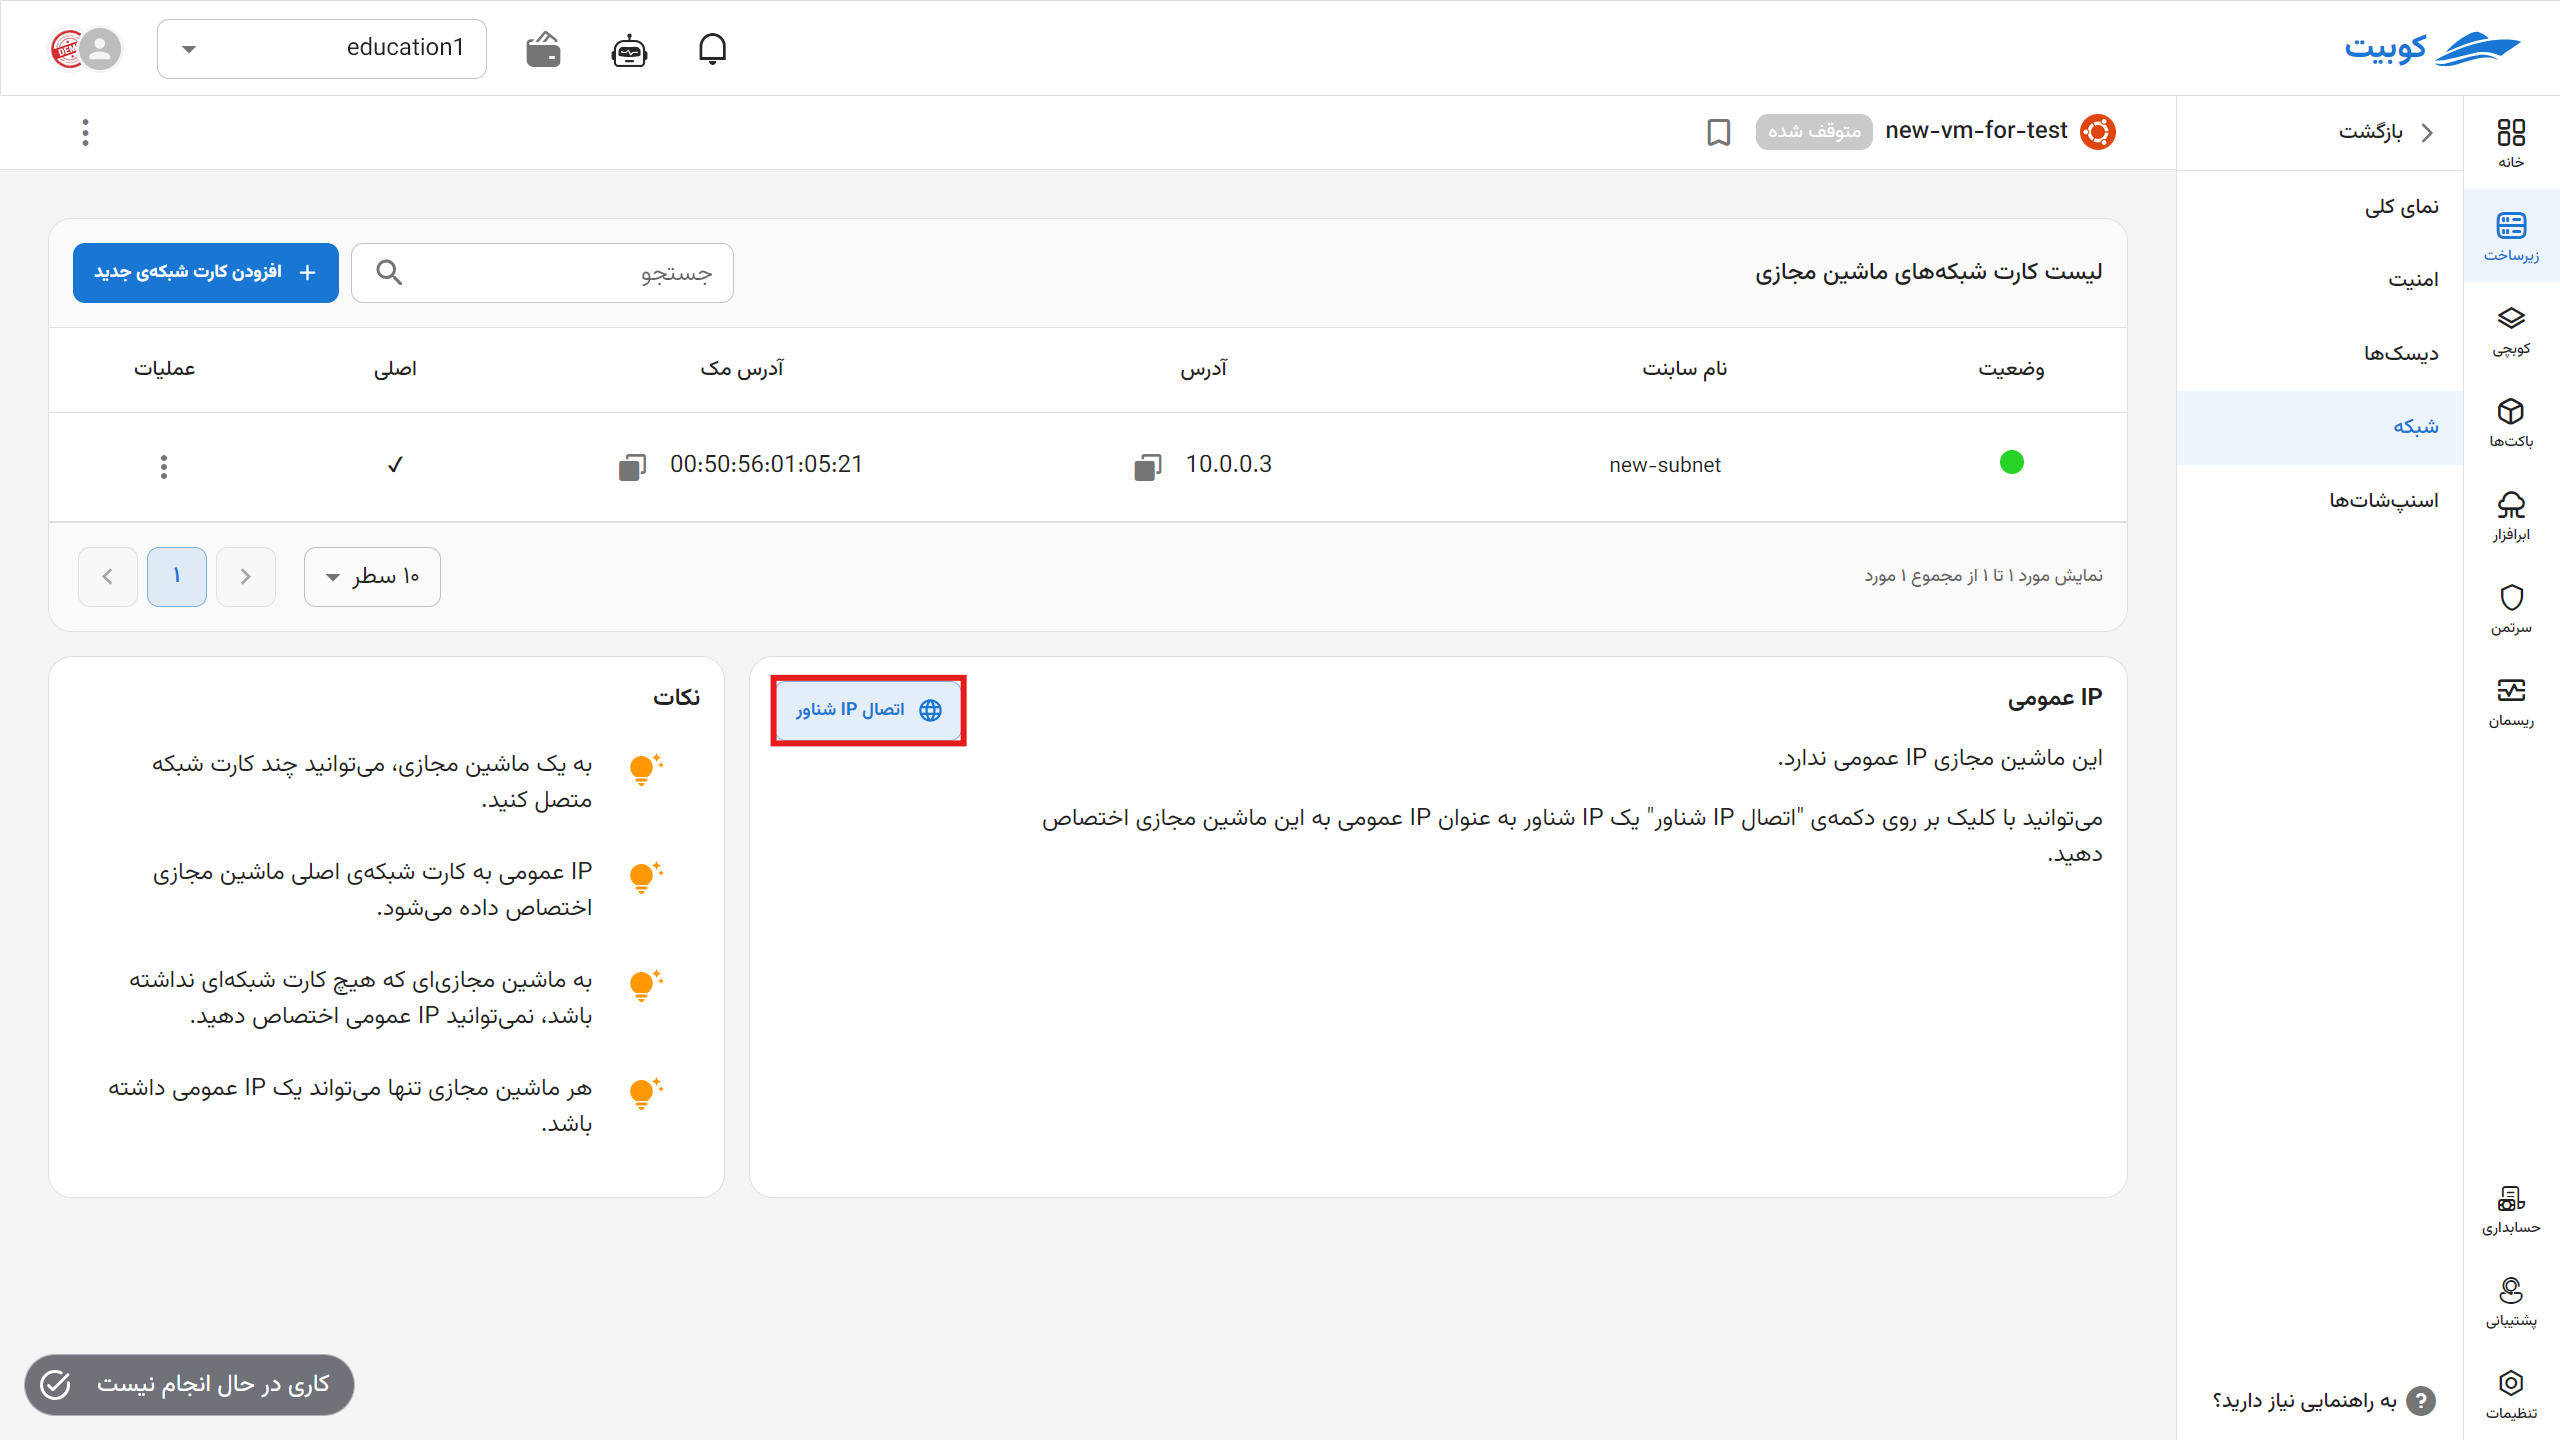 کوبیت
education1
DEMO
new-vm-for-test
متوقف شده
بازگشت
نمای کلی
امنیت
دیسک‌ها
شبکه
اسنپ‌شات‌ها
به راهنمایی نیاز دارید؟
خانه
زیرساخت
کوبچی
باکت‌ها
ابرافزار
سرتمن
ریسمان
حسابداری
پشتیبانی
تنظیمات
لیست کارت شبکه‌های ماشین مجازی
جستجو
افزودن کارت شبکه‌ی جدید
وضعیت نام سابنت آدرس آدرس مک اصلی عملیات
new-subnet 10.0.0.3 00:50:56:01:05:21
نمایش مورد ۱ تا ۱ از مجموع ۱ مورد
۱۰ سطر
۱
IP عمومی
اتصال IP شناور
این ماشین مجازی IP عمومی ندارد.
می‌توانید با کلیک بر روی دکمه‌ی "اتصال IP شناور" یک IP شناور به عنوان IP عمومی به این ماشین مجازی اختصاص
دهید.
نکات
به یک ماشین مجازی، می‌توانید چند کارت شبکه
متصل کنید.
IP عمومی به کارت شبکه‌ی اصلی ماشین مجازی
اختصاص داده می‌شود.
به ماشین مجازی‌ای که هیچ کارت شبکه‌ای نداشته
باشد، نمی‌توانید IP عمومی اختصاص دهید.
هر ماشین مجازی تنها می‌تواند یک IP عمومی داشته
باشد.
کاری در حال انجام نیست